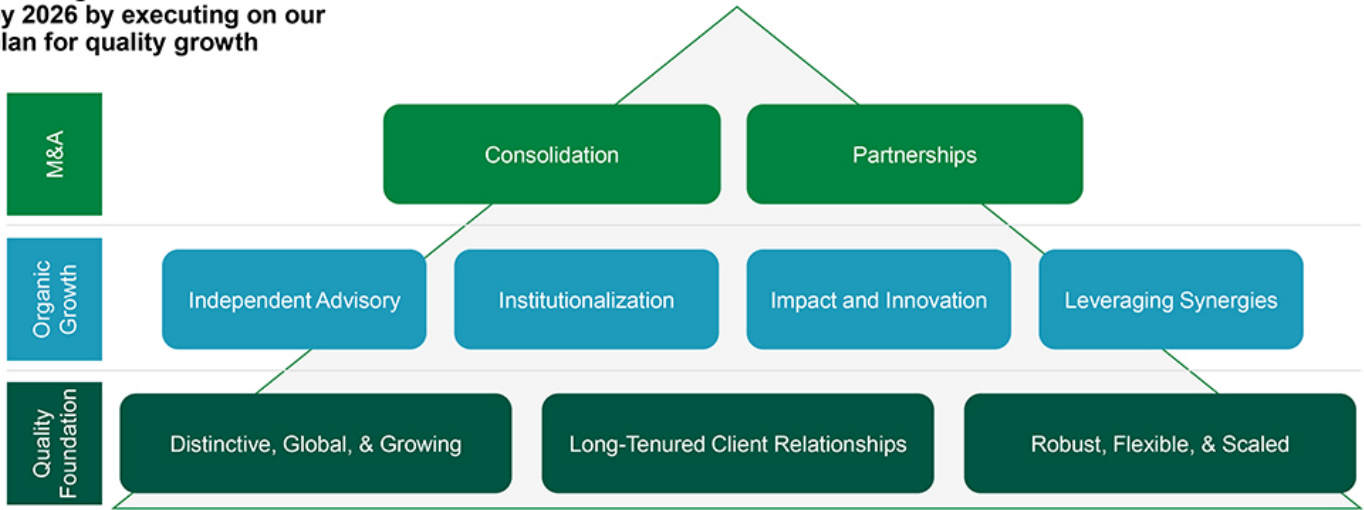 y 2026 by executing on our
lan for quality growth
M&A
Consolidation
Partnerships
Organic
Growth
Independent Advisory
Institutionalization
Impact and Innovation
Leveraging Synergies
Quality
Foundation
Distinctive, Global, & Growing
Long-Tenured Client Relationships
Robust, Flexible, & Scaled